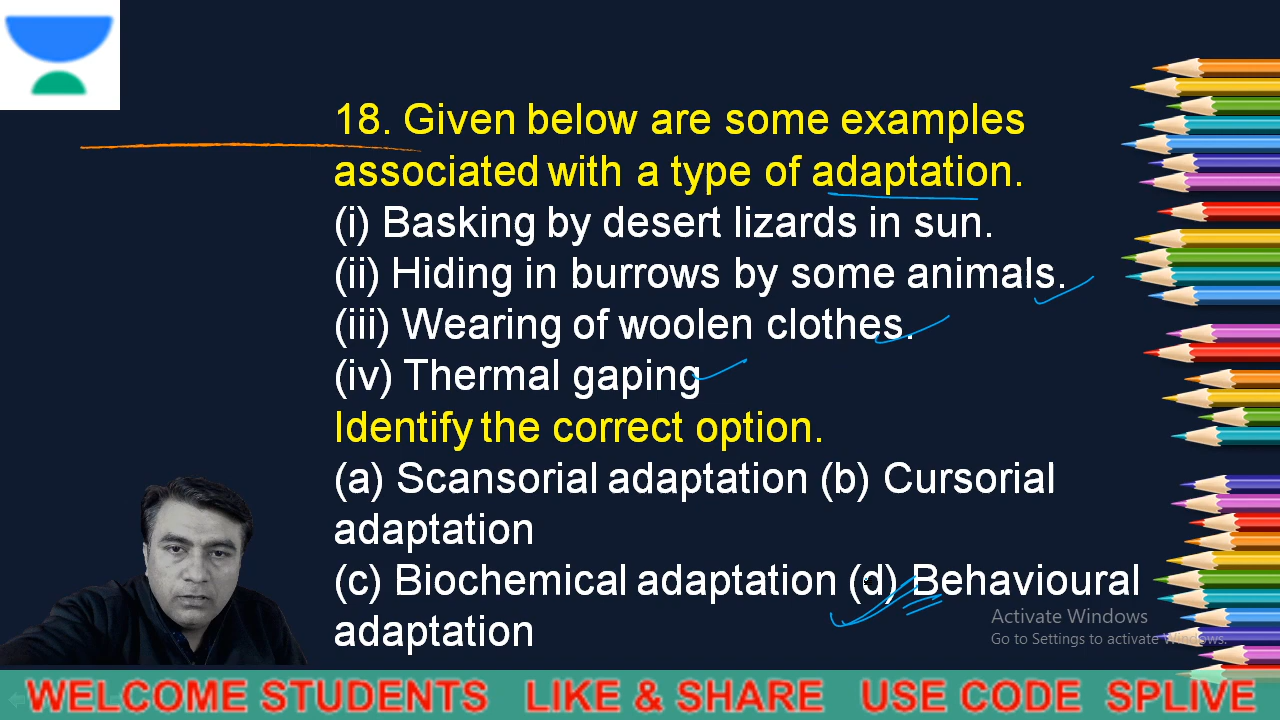 18. Given below are some examples
associated with a type of adaptation.
(i) Basking by desert lizards in sun.
(ii) Hiding in burrows by some animals.
(iii) Wearing of woolen clothes.
(iv) Thermal gaping
Identify the correct option.
(a) Scansorial adaptation (b) Cursorial
adaptation
(c) Biochemical adaptation (d) Behavioural
adaptation
Activate Windows
Go to Settings to activate Windows.
WELCOME STUDENTS LIKE & SHARE USE CODE SPLIVE